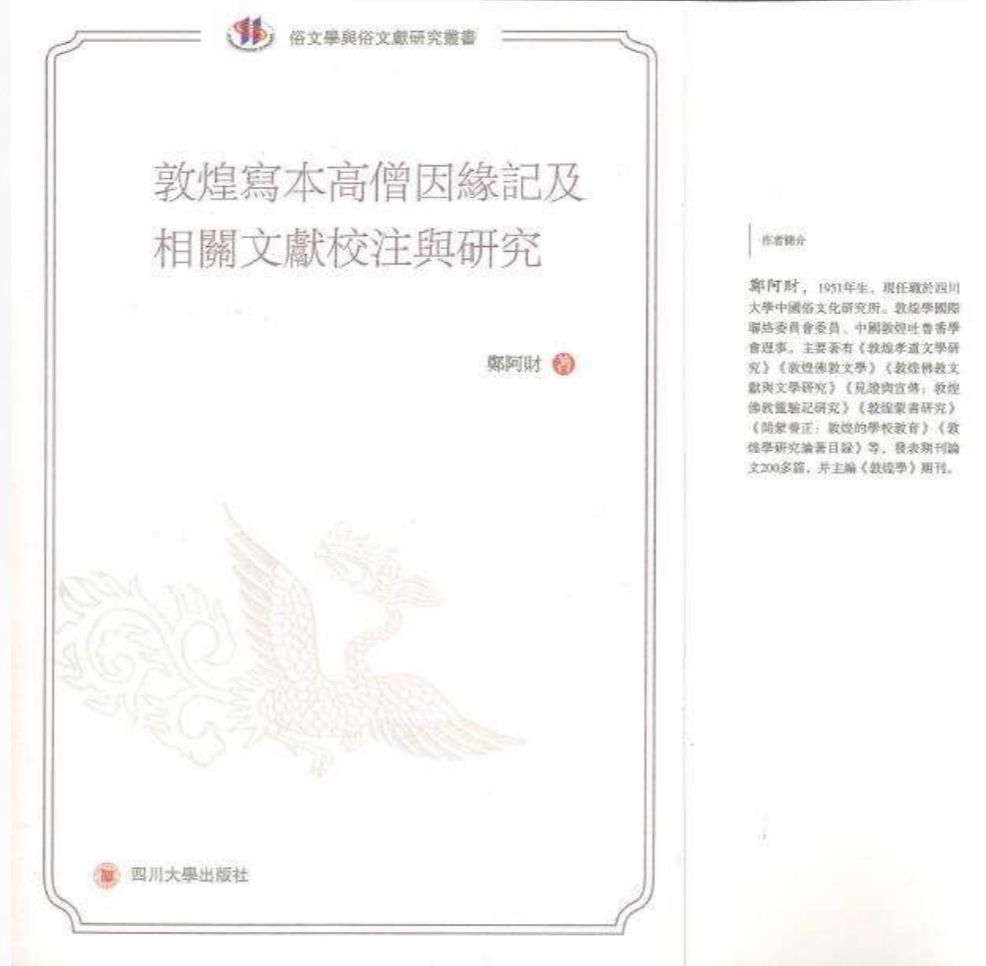 俗文學與俗文獻研究叢書
敦煌寫本高僧因緣記及
相關文獻校注與研究
鄭阿財 著
四川大學出版社
作者簡介
鄭阿財，1951年生，現任職於四川
大學中國俗文化研究所。敦煌學國際
聯絡委員會委員、中國敦煌吐魯番學
會理事。主要著有《敦煌孝道文學研
究》《敦煌佛教文學》《敦煌佛教文
獻與文學研究》《見證與宣傳：敦煌
佛教靈驗記研究》《敦煌蒙書研究》
《開蒙養正：敦煌的學校教育》《敦
煌學研究論著目錄》等，發表期刊論
文200多篇，并主編《敦煌學》期刊。